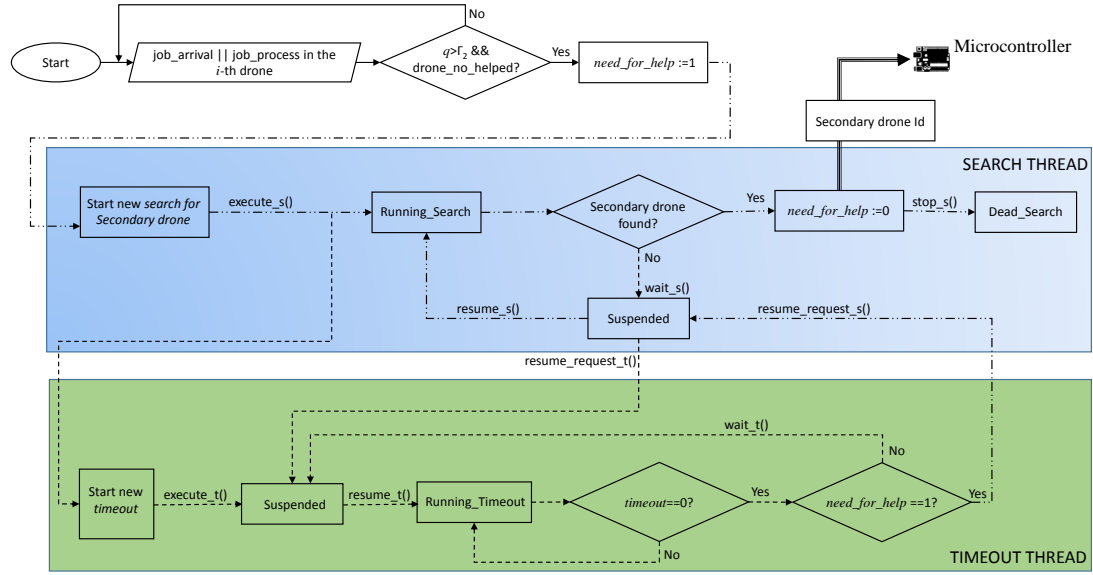 No
Start
job_arrival || job_process in the
i-th drone
q>Γ2 &&
drone_no_helped?
Yes
need_for_help :=1
Microcontroller
Secondary drone Id
SEARCH THREAD
Start new search for
Secondary drone
execute_s()
Running_Search
Secondary drone
found?
Yes
need_for_help :=0
stop_s()
Dead_Search
No
wait_s()
resume_s()
Suspended
resume_request_s()
resume_request_t()
wait_t()
No
Start new
timeout
execute_t()
Suspended
resume_t()
Running_Timeout
timeout==0?
Yes
need_for_help ==1?
Yes
No
TIMEOUT THREAD